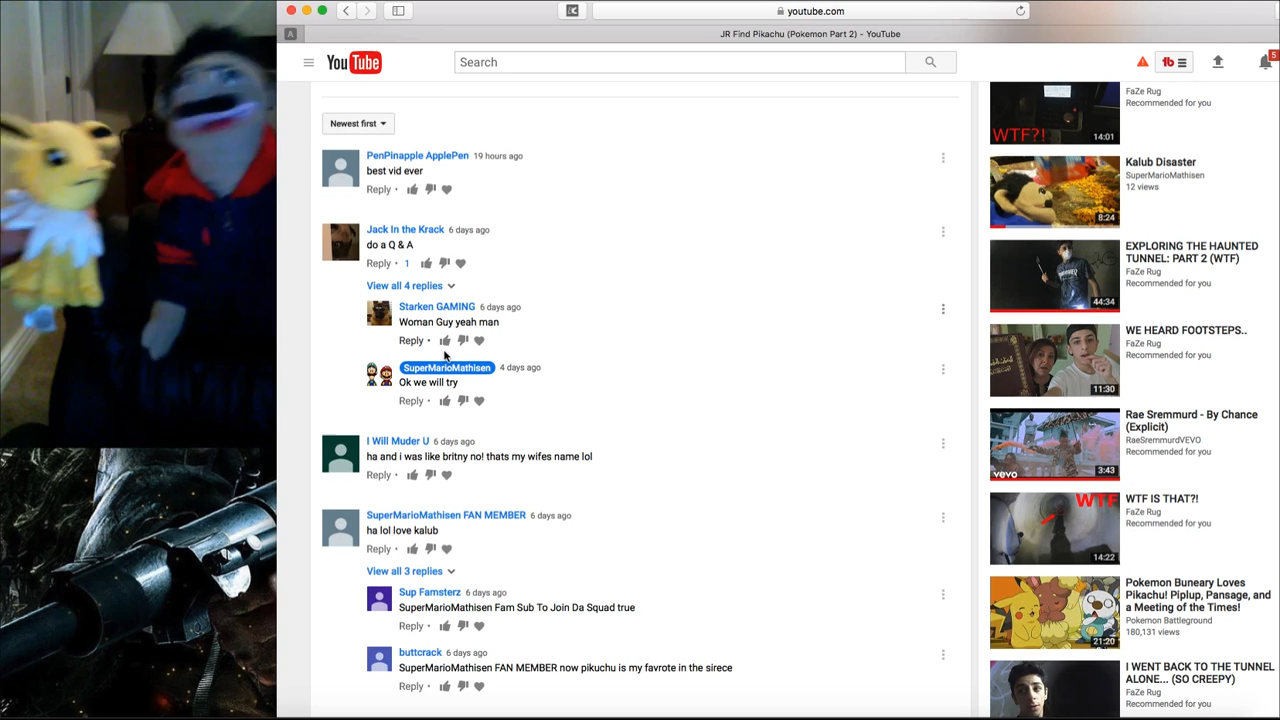 youtube.com
A
JR Find Pikachu (Pokemon Part 2) - YouTube
YouTube
Search
tb
5
Newest first
PenPinapple ApplePen 19 hours ago
best vid ever
Reply
Jack In the Krack 6 days ago
do a Q & A
Reply 1
View all 4 replies
Starken GAMING 6 days ago
Woman Guy yeah man
Reply
SuperMarioMathisen 4 days ago
Ok we will try
Reply
I Will Muder U 6 days ago
ha and i was like britny no! thats my wifes name lol
Reply
SuperMarioMathisen FAN MEMBER 6 days ago
ha lol love kalub
Reply
View all 3 replies
Sup Famsterz 6 days ago
SuperMarioMathisen Fam Sub To Join Da Squad true
Reply
buttcrack 6 days ago
SuperMarioMathisen FAN MEMBER now pikuchu is my favrote in the sirece
Reply
WTF?!
14:01
FaZe Rug
Recommended for you
8:24
Kalub Disaster
SuperMarioMathisen
12 views
44:34
EXPLORING THE HAUNTED
TUNNEL: PART 2 (WTF)
FaZe Rug
Recommended for you
11:30
WE HEARD FOOTSTEPS..
FaZe Rug
Recommended for you
vevo
3:43
Rae Sremmurd - By Chance
(Explicit)
RaeSremmurdVEVO
Recommended for you
WTF
14:22
WTF IS THAT?!
FaZe Rug
Recommended for you
21:20
Pokemon Buneary Loves
Pikachu! Piplup, Pansage, and
a Meeting of the Times!
Pokemon Battleground
180,131 views
I WENT BACK TO THE TUNNEL
ALONE... (SO CREEPY)
FaZe Rug
Recommended for you